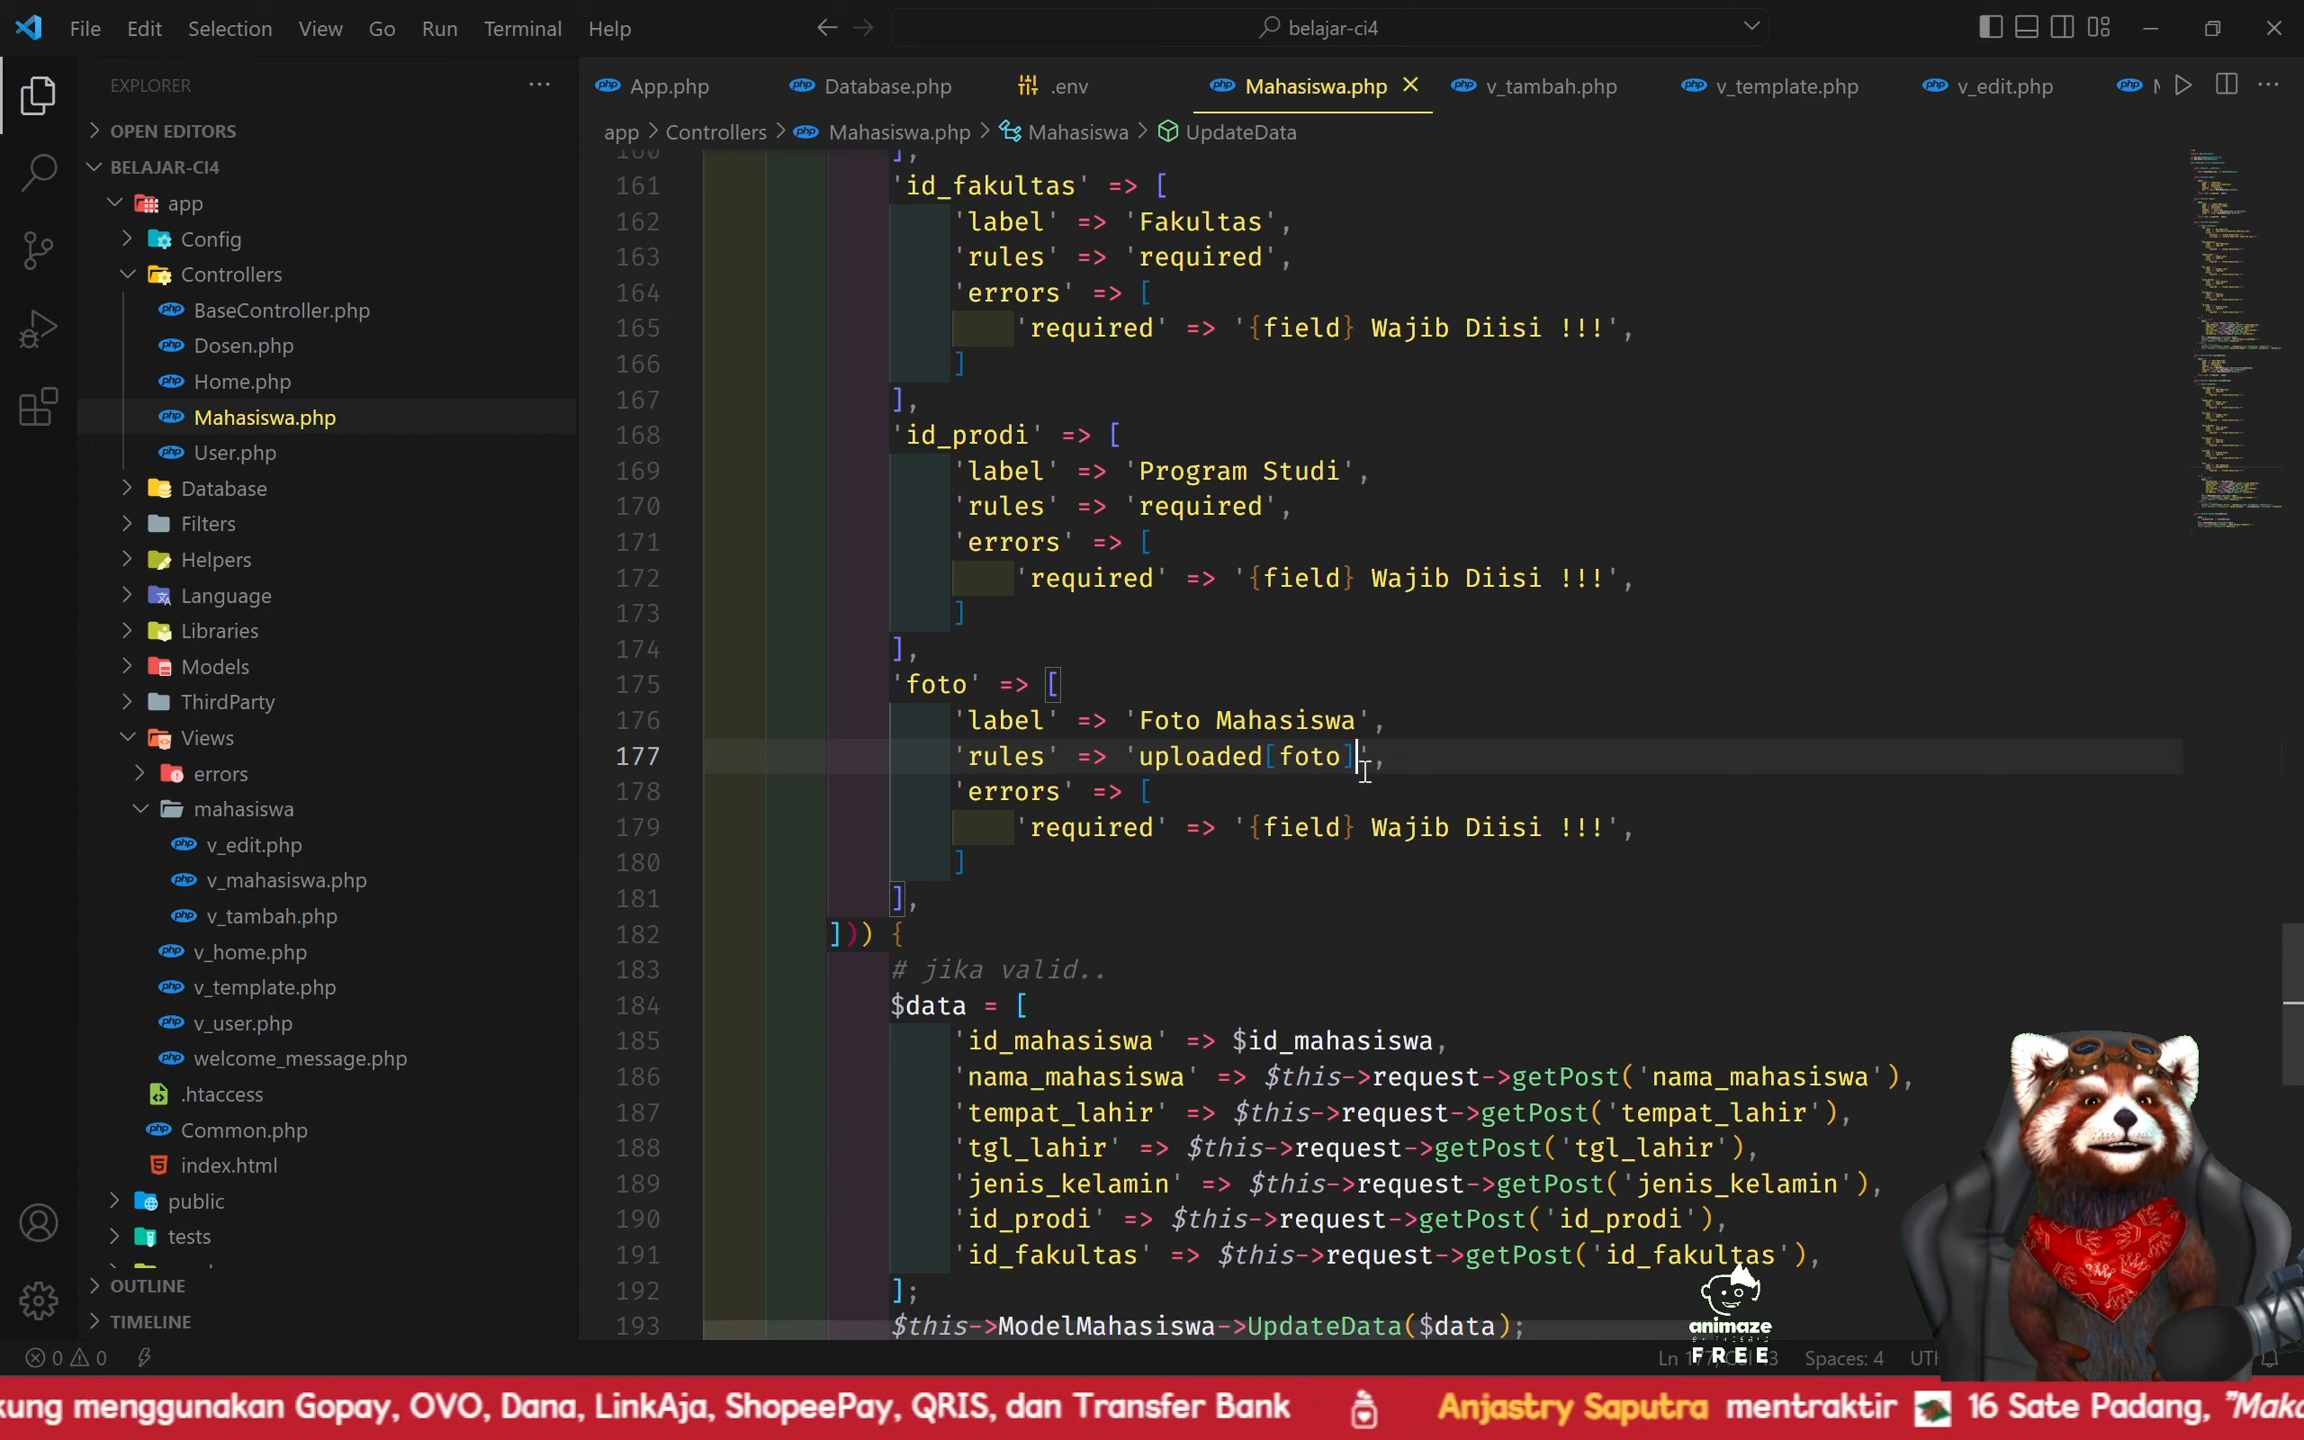 File Edit Selection View Go Run Terminal Help
belajar-ci4
EXPLORER
OPEN EDITORS
BELAJAR-CI4
app
Config
Controllers
BaseController.php
Dosen.php
Home.php
Mahasiswa.php
User.php
Database
Filters
Helpers
Language
Libraries
Models
ThirdParty
Views
errors
mahasiswa
v_edit.php
v_mahasiswa.php
v_tambah.php
v_home.php
v_template.php
v_user.php
welcome_message.php
.htaccess
Common.php
index.html
public
tests
OUTLINE
TIMELINE
App.php Database.php .env Mahasiswa.php v_tambah.php v_template.php v_edit.php
app > Controllers > Mahasiswa.php > Mahasiswa > UpdateData
160 ],
161 'id_fakultas' => [
162 'label' => 'Fakultas',
163 'rules' => 'required',
164 'errors' => [
165 'required' => '{field} Wajib Diisi !!!',
166 ]
167 ],
168 'id_prodi' => [
169 'label' => 'Program Studi',
170 'rules' => 'required',
171 'errors' => [
172 'required' => '{field} Wajib Diisi !!!',
173 ]
174 ],
175 'foto' => [
176 'label' => 'Foto Mahasiswa',
177 'rules' => 'uploaded[foto]',
178 'errors' => [
179 'required' => '{field} Wajib Diisi !!!',
180 ]
181 ],
182 ])) {
183 # jika valid..
184 $data = [
185 'id_mahasiswa' => $id_mahasiswa,
186 'nama_mahasiswa' => $this->request->getPost('nama_mahasiswa'),
187 'tempat_lahir' => $this->request->getPost('tempat_lahir'),
188 'tgl_lahir' => $this->request->getPost('tgl_lahir'),
189 'jenis_kelamin' => $this->request->getPost('jenis_kelamin'),
190 'id_prodi' => $this->request->getPost('id_prodi'),
191 'id_fakultas' => $this->request->getPost('id_fakultas'),
192 ];
193 $this->ModelMahasiswa->UpdateData($data);
animaze
FREE
0 0
Spaces: 4
kung menggunakan Gopay, OVO, Dana, LinkAja, ShopeePay, QRIS, dan Transfer Bank Anjastry Saputra mentraktir 16 Sate Padang,